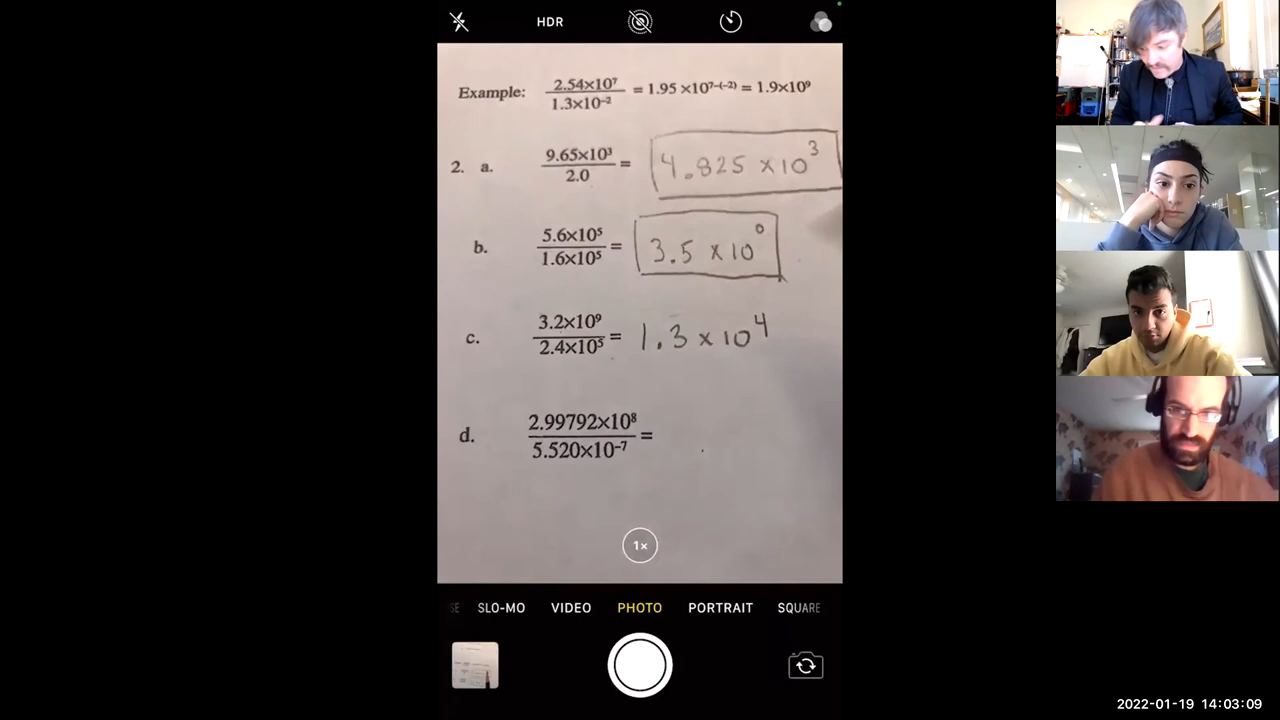 HDR
Example: 2.54×10⁷ / 1.3×10⁻² = 1.95 ×10⁷⁻⁽⁻²⁾ = 1.9×10⁹
2. a. 9.65×10³ / 2.0 = 4.825 ×10³
b. 5.6×10⁵ / 1.6×10⁵ = 3.5 ×10⁰
c. 3.2×10⁹ / 2.4×10⁵ = 1.3 ×10⁴
d. 2.99792×10⁸ / 5.520×10⁻⁷ =
1×
SE SLO-MO VIDEO PHOTO PORTRAIT SQUARE
2022-01-19 14:03:09